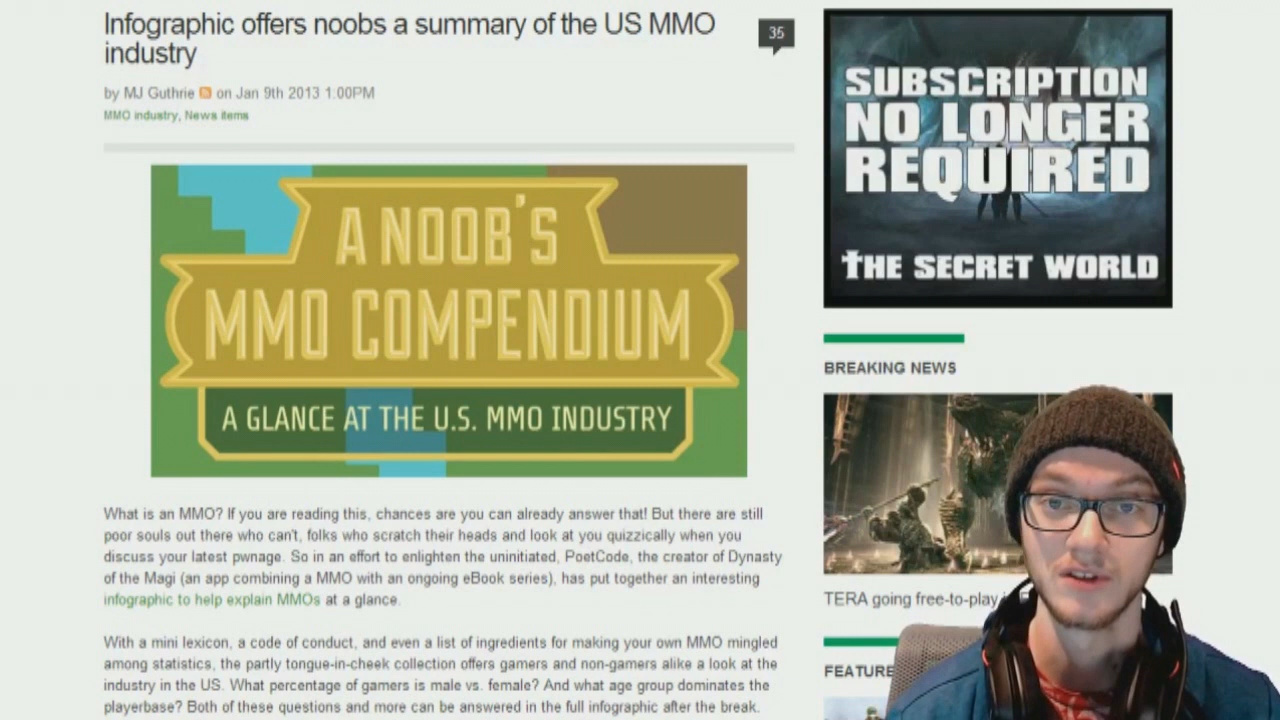 Infographic offers noobs a summary of the US MMO
industry
35
by MJ Guthrie on Jan 9th 2013 1.00PM
MMO industry, News items
A NOOB'S
MMO COMPENDIUM
A GLANCE AT THE U.S. MMO INDUSTRY
What is an MMO? If you are reading this, chances are you can already answer that! But there are still
poor souls out there who can't, folks who scratch their heads and look at you quizzically when you
discuss your latest pwnage. So in an effort to enlighten the uninitiated, PoetCode, the creator of Dynasty
of the Magi (an app combining a MMO with an ongoing eBook series), has put together an interesting
infographic to help explain MMOs at a glance.
With a mini lexicon, a code of conduct, and even a list of ingredients for making your own MMO mingled
among statistics, the partly tongue-in-cheek collection offers gamers and non-gamers alike a look at the
industry in the US. What percentage of gamers is male vs. female? And what age group dominates the
playerbase? Both of these questions and more can be answered in the full infographic after the break.
SUBSCRIPTION
NO LONGER
REQUIRED
THE SECRET WORLD
BREAKING NEWS
TERA going free-to-play
FEATURE